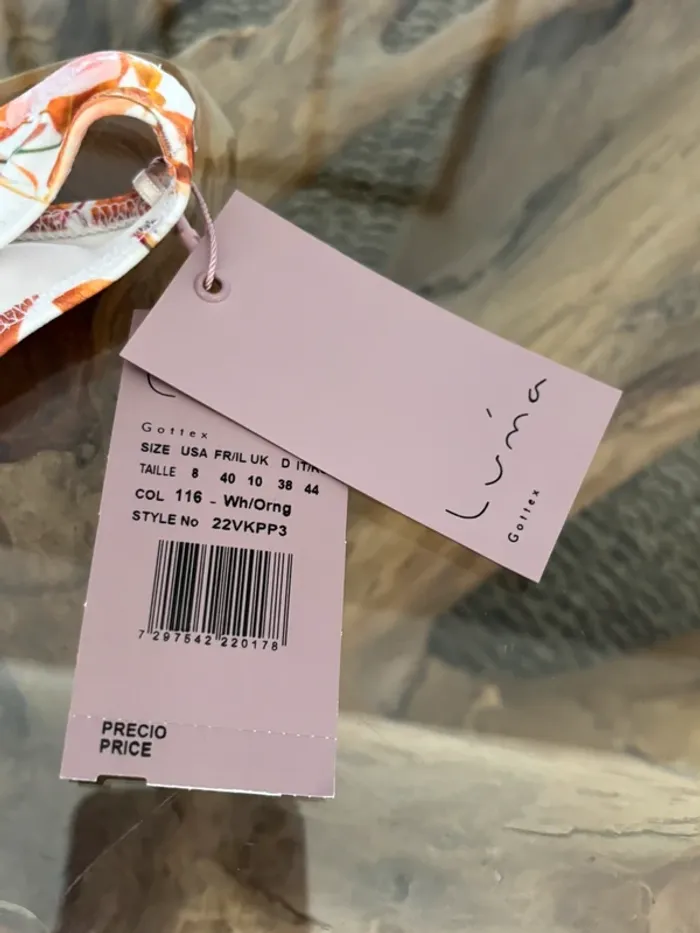 Gottex
SIZE USA FR/IL UK D IT/
TAILLE 8 40 10 38 44
COL 116 - Wh/Orng
STYLE No 22VKPP3
7 297542 220178
PRECIO
PRICE
Luma
Gottex